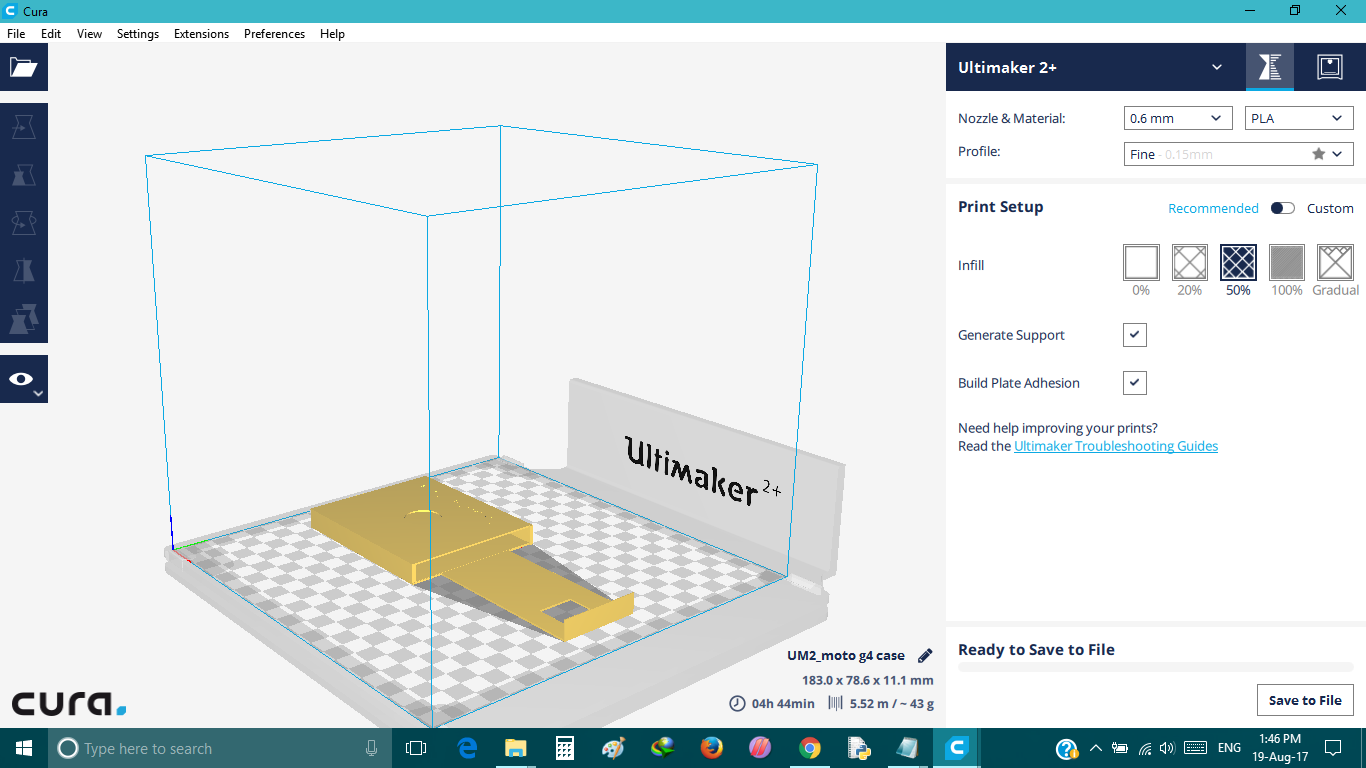 Cura
File Edit View Settings Extensions Preferences Help
Ultimaker 2+
Nozzle & Material: 0.6 mm PLA
Profile: Fine - 0.15mm
Print Setup Recommended Custom
Infill
0% 20% 50% 100% Gradual
Generate Support
Build Plate Adhesion
Need help improving your prints?
Read the Ultimaker Troubleshooting Guides
Ultimaker 2+
UM2_moto g4 case
183.0 x 78.6 x 11.1 mm
04h 44min 5.52 m / ~ 43 g
Ready to Save to File
Save to File
cura.
Type here to search
ENG
1:46 PM
19-Aug-17